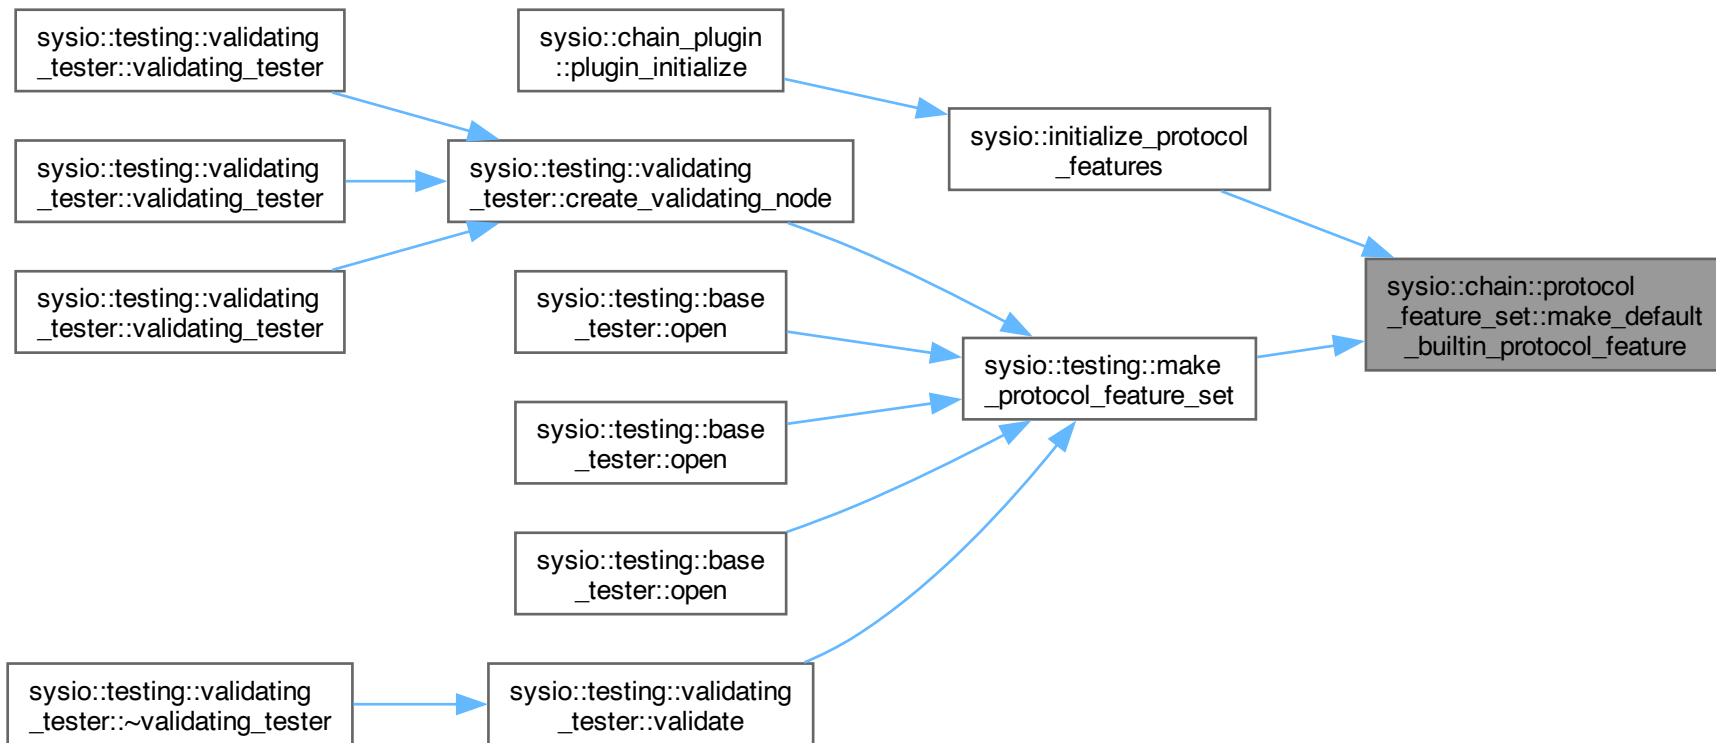 sysio::testing::validating
_tester::validating_tester
sysio::chain_plugin
::plugin_initialize
sysio::initialize_protocol
_features
sysio::testing::validating
_tester::validating_tester
sysio::testing::validating
_tester::create_validating_node
sysio::testing::validating
_tester::validating_tester
sysio::testing::base
_tester::open
sysio::chain::protocol
_feature_set::make_default
_builtin_protocol_feature
sysio::testing::make
_protocol_feature_set
sysio::testing::base
_tester::open
sysio::testing::base
_tester::open
sysio::testing::validating
_tester::~validating_tester
sysio::testing::validating
_tester::validate